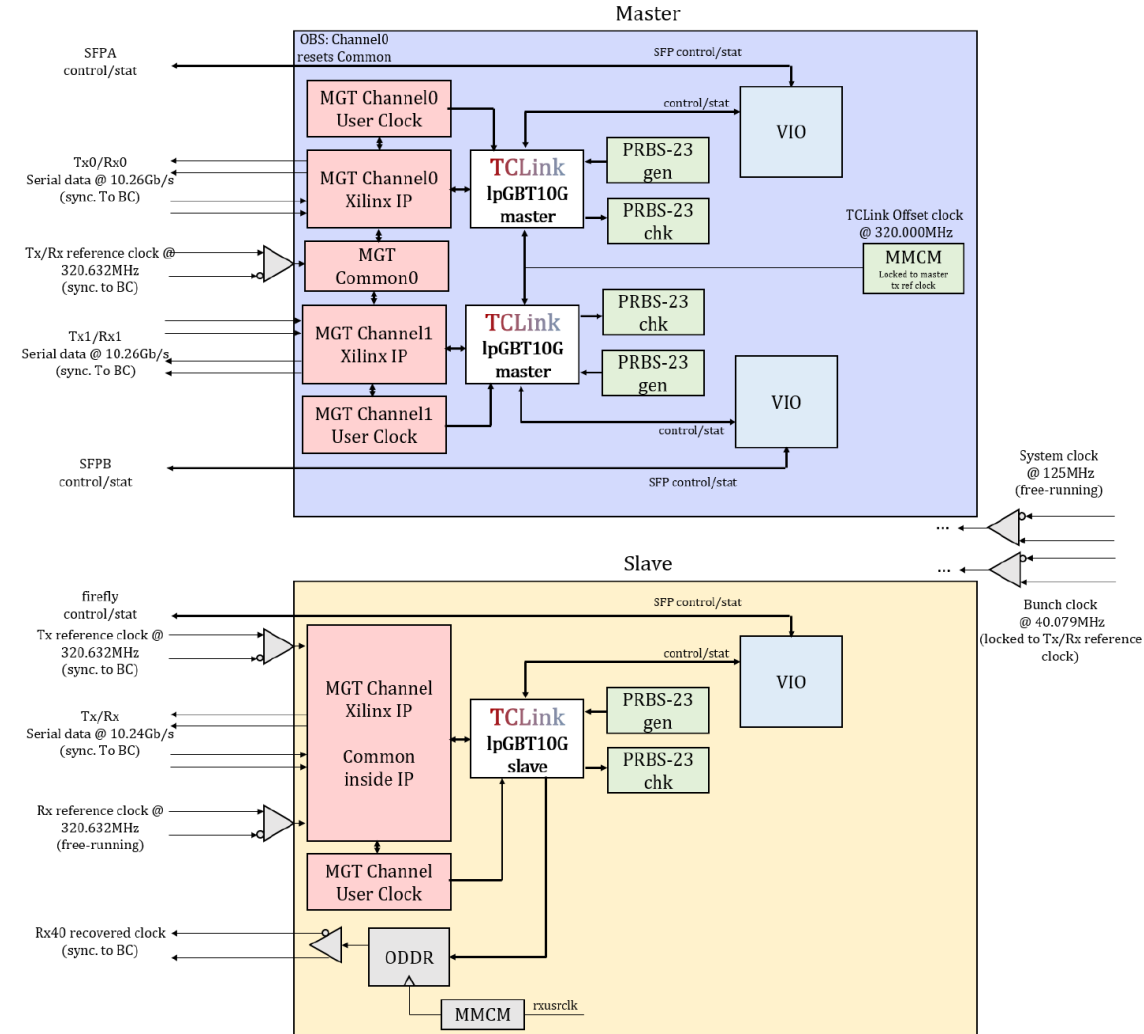 Master
OBS: Channel0
resets Common
SFP control/stat
SFPA
control/stat
MGT Channel0
User Clock
control/stat
VIO
Tx0/Rx0
Serial data @ 10.26Gb/s
(sync. To BC)
MGT Channel0
Xilinx IP
TCLink
lpGBT10G
master
PRBS-23
gen
PRBS-23
chk
TCLink Offset clock
@ 320.000MHz
Tx/Rx reference clock @
320.632MHz
(sync. to BC)
MGT
Common0
MMCM
Locked to master
tx ref clock
Tx1/Rx1
Serial data @ 10.26Gb/s
(sync. To BC)
MGT Channel1
Xilinx IP
TCLink
lpGBT10G
master
PRBS-23
chk
PRBS-23
gen
MGT Channel1
User Clock
VIO
control/stat
SFPB
control/stat
SFP control/stat
System clock
@ 125MHz
(free-running)
...
...
Bunch clock
@ 40.079MHz
(locked to Tx/Rx reference
clock)
Slave
firefly
control/stat
SFP control/stat
Tx reference clock @
320.632MHz
(sync. to BC)
control/stat
VIO
MGT Channel
Xilinx IP
Common
inside IP
TCLink
lpGBT10G
slave
PRBS-23
gen
PRBS-23
chk
Tx/Rx
Serial data @ 10.24Gb/s
(sync. To BC)
Rx reference clock @
320.632MHz
(free-running)
MGT Channel
User Clock
Rx40 recovered clock
(sync. to BC)
ODDR
MMCM
rxusrclk